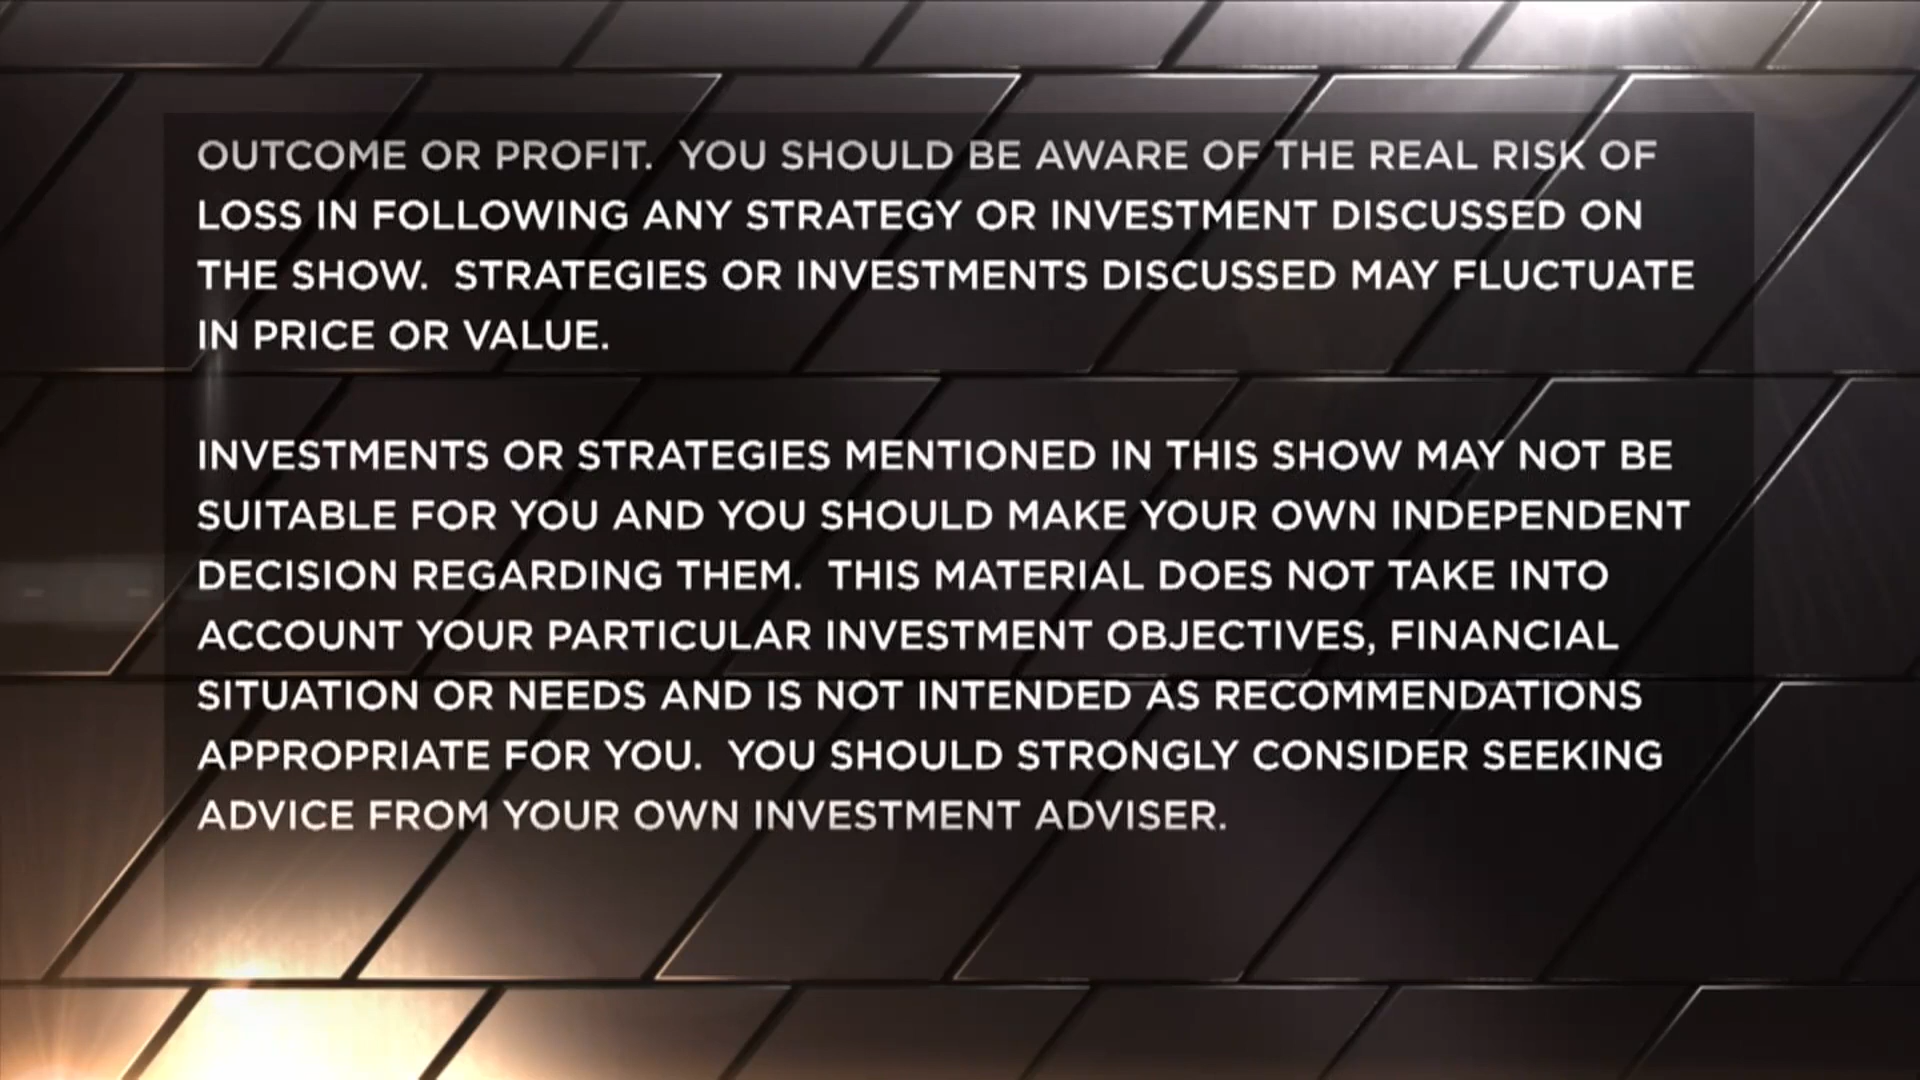 OUTCOME OR PROFIT.  YOU SHOULD BE AWARE OF THE REAL RISK OF
LOSS IN FOLLOWING ANY STRATEGY OR INVESTMENT DISCUSSED ON
THE SHOW.  STRATEGIES OR INVESTMENTS DISCUSSED MAY FLUCTUATE
IN PRICE OR VALUE.
INVESTMENTS OR STRATEGIES MENTIONED IN THIS SHOW MAY NOT BE
SUITABLE FOR YOU AND YOU SHOULD MAKE YOUR OWN INDEPENDENT
DECISION REGARDING THEM.  THIS MATERIAL DOES NOT TAKE INTO
ACCOUNT YOUR PARTICULAR INVESTMENT OBJECTIVES, FINANCIAL
SITUATION OR NEEDS AND IS NOT INTENDED AS RECOMMENDATIONS
APPROPRIATE FOR YOU.  YOU SHOULD STRONGLY CONSIDER SEEKING
ADVICE FROM YOUR OWN INVESTMENT ADVISER.